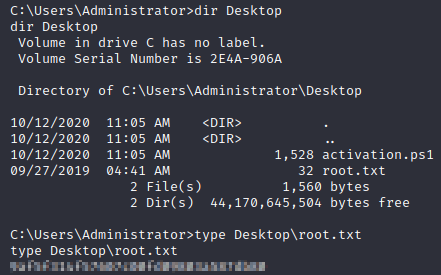 C:\Users\Administrator>dir Desktop
dir Desktop
 Volume in drive C has no label.
 Volume Serial Number is 2E4A-906A

 Directory of C:\Users\Administrator\Desktop

10/12/2020  11:05 AM    <DIR>          .
10/12/2020  11:05 AM    <DIR>          ..
10/12/2020  11:05 AM             1,528 activation.ps1
09/27/2019  04:41 AM                32 root.txt
               2 File(s)          1,560 bytes
               2 Dir(s)  44,170,645,504 bytes free

C:\Users\Administrator>type Desktop\root.txt
type Desktop\root.txt